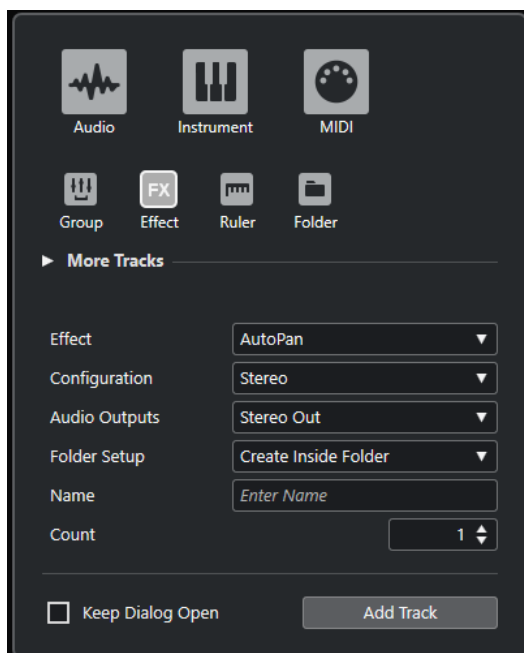 Audio Instrument MIDI
FX
Group Effect Ruler Folder
More Tracks
Effect AutoPan
Configuration Stereo
Audio Outputs Stereo Out
Folder Setup Create Inside Folder
Name Enter Name
Count 1
Keep Dialog Open Add Track